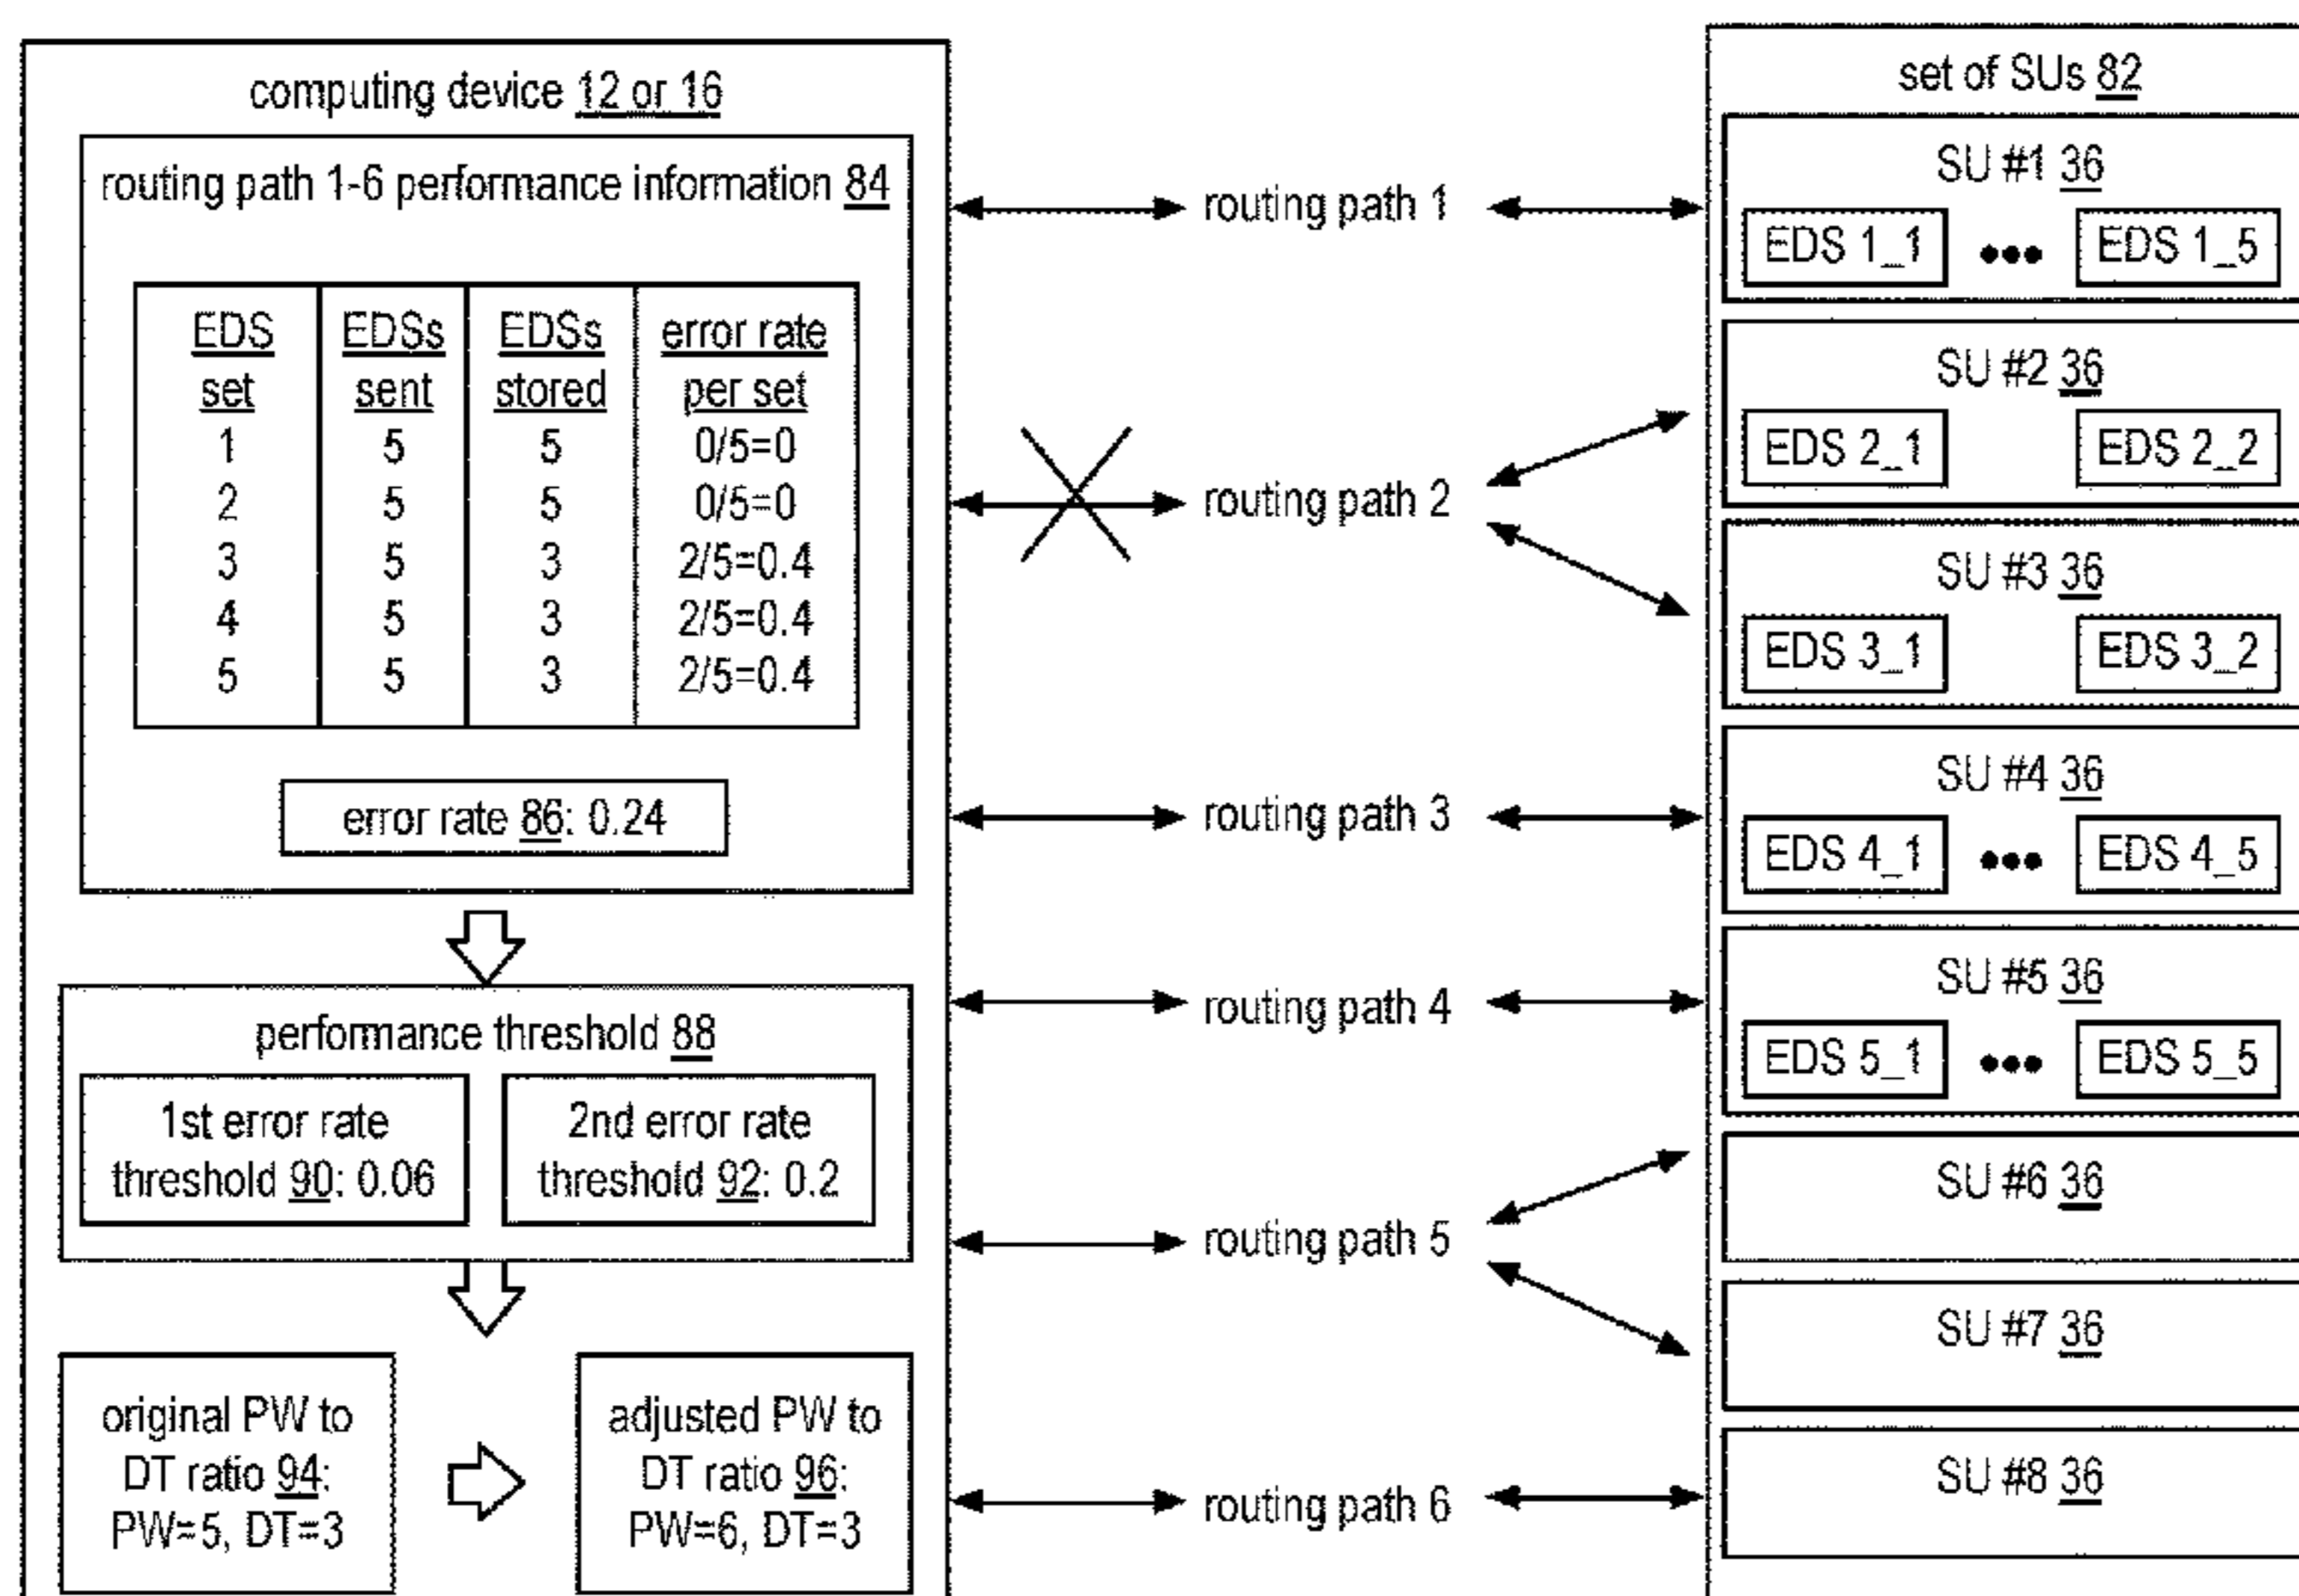 computing device 12 or 16
routing path 1-6 performance information 84
EDS set EDSs sent EDSs stored error rate per set
1 5 5 0/5=0
2 5 5 0/5=0
3 5 3 2/5=0.4
4 5 3 2/5=0.4
5 5 3 2/5=0.4
error rate 86: 0.24
performance threshold 88
1st error rate
threshold 90: 0.06
2nd error rate
threshold 92: 0.2
original PW to
DT ratio 94:
PW=5, DT=3
adjusted PW to
DT ratio 96:
PW=6, DT=3
routing path 1
routing path 2
routing path 3
routing path 4
routing path 5
routing path 6
set of SUs 82
SU #1 36
EDS 1_1 ••• EDS 1_5
SU #2 36
EDS 2_1 EDS 2_2
SU #3 36
EDS 3_1 EDS 3_2
SU #4 36
EDS 4_1 ••• EDS 4_5
SU #5 36
EDS 5_1 ••• EDS 5_5
SU #6 36
SU #7 36
SU #8 36